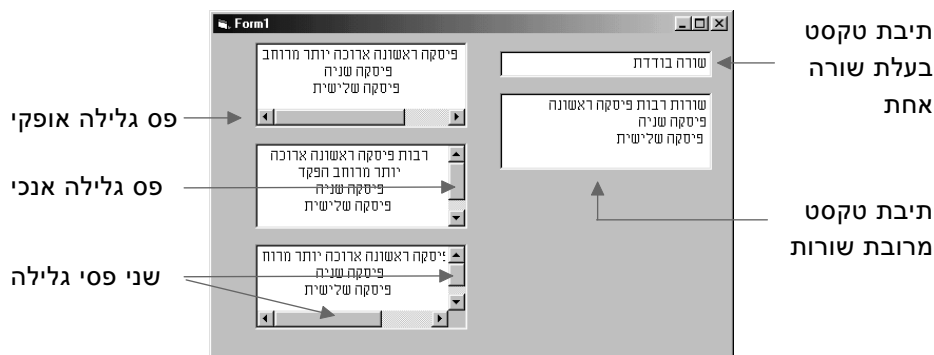 Form1
תיבת טקסט
בעלת שורה
אחת
שורה בודדת
שורות רבות פיסקה ראשונה
פיסקה שניה
פיסקה שלישית
תיבת טקסט
מרובת שורות
פיסקה ראשונה ארוכה יותר מרוחב
פיסקה שניה
פיסקה שלישית
פס גלילה אופקי
רבות פיסקה ראשונה ארוכה
יותר מרוחב הפקד
פיסקה שניה
פיסקה שלישית
פס גלילה אנכי
פיסקה ראשונה ארוכה יותר מרוח
פיסקה שניה
פיסקה שלישית
שני פסי גלילה